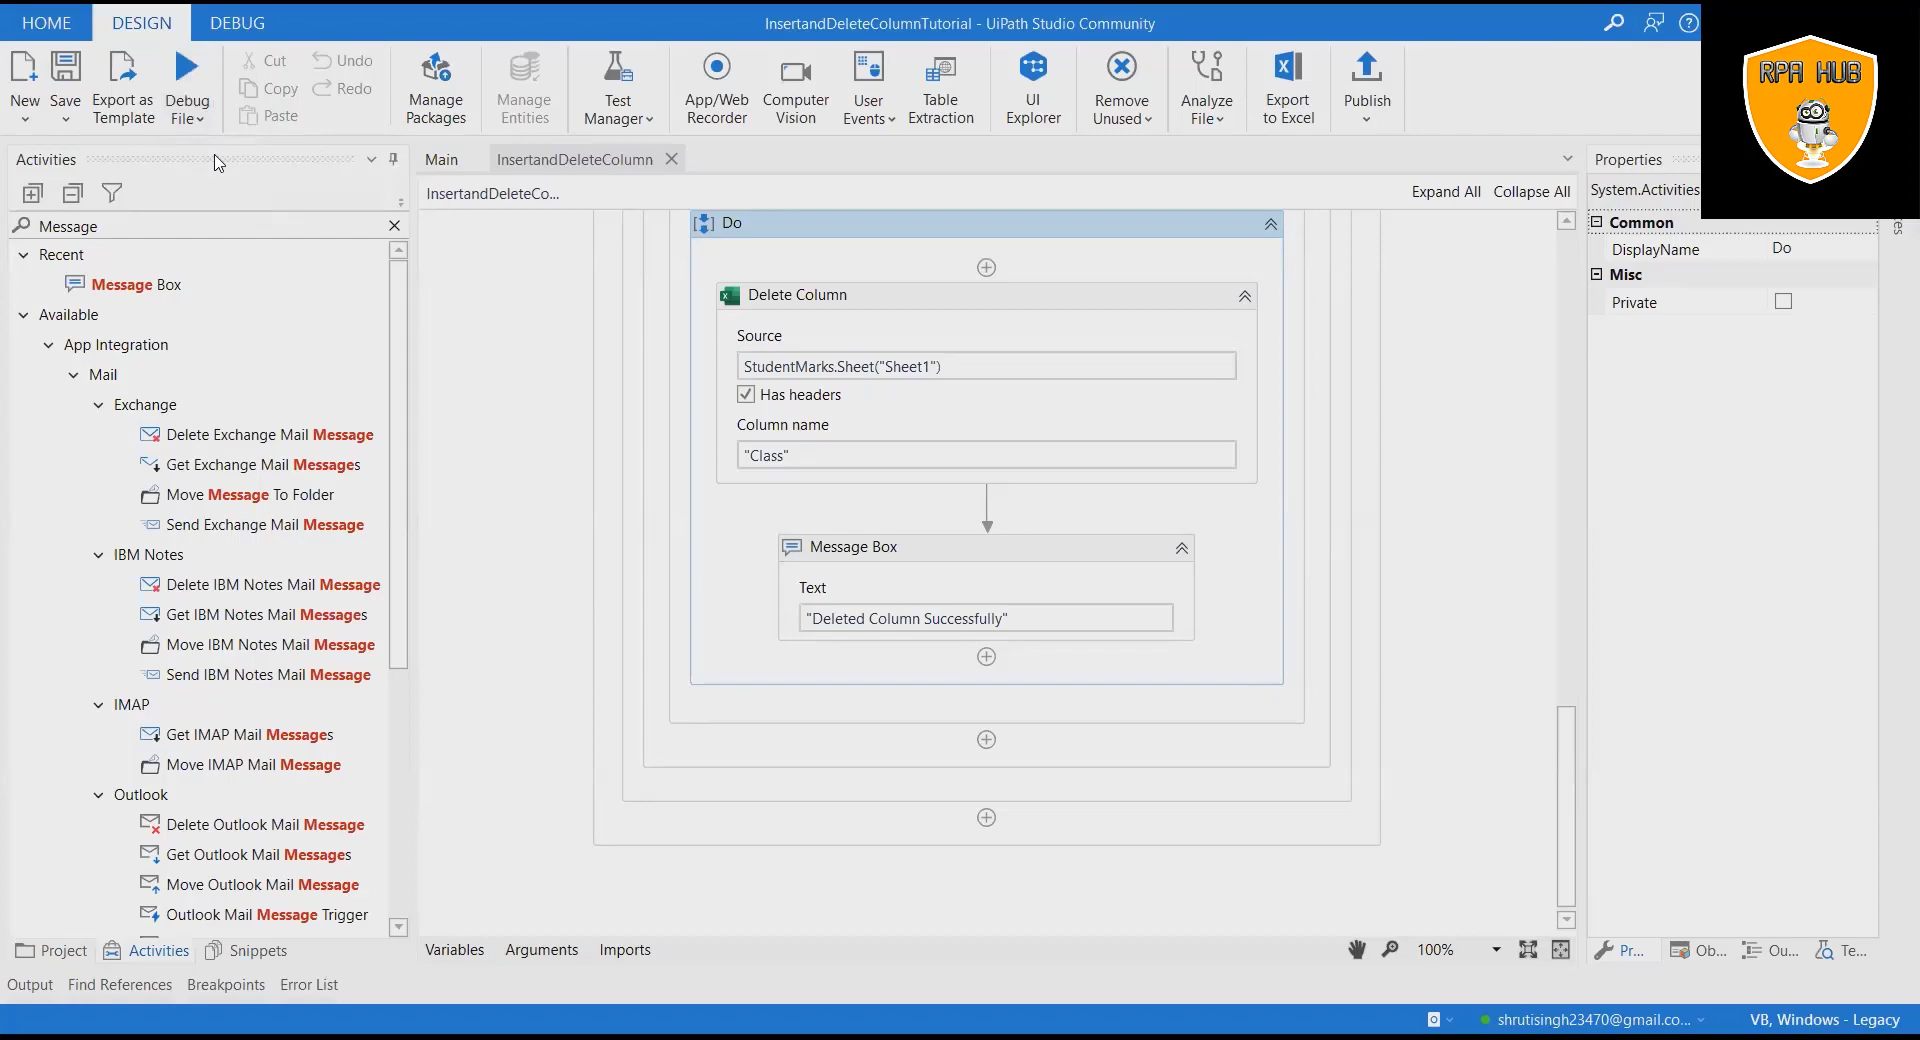 HOME DESIGN DEBUG InsertandDeleteColumnTutorial - UiPath Studio Community
New Save Export as Template Debug File Cut Copy Paste Undo Redo Manage Packages Manage Entities Test Manager App/Web Recorder Computer Vision User Events Table Extraction UI Explorer Remove Unused Analyze File Export to Excel Publish
RPA HUB
Activities
Message
Recent
Message Box
Available
App Integration
Mail
Exchange
Delete Exchange Mail Message
Get Exchange Mail Messages
Move Message To Folder
Send Exchange Mail Message
IBM Notes
Delete IBM Notes Mail Message
Get IBM Notes Mail Messages
Move IBM Notes Mail Message
Send IBM Notes Mail Message
IMAP
Get IMAP Mail Messages
Move IMAP Mail Message
Outlook
Delete Outlook Mail Message
Get Outlook Mail Messages
Move Outlook Mail Message
Outlook Mail Message Trigger
Project Activities Snippets
Main InsertandDeleteColumn
InsertandDeleteCo... Expand All Collapse All
Do
Delete Column
Source
StudentMarks.Sheet("Sheet1")
Has headers
Column name
"Class"
Message Box
Text
"Deleted Column Successfully"
Variables Arguments Imports 100%
Properties
System.Activities
Common
DisplayName Do
Misc
Private
Pr... Ob... Ou... Te...
Output Find References Breakpoints Error List
shrutisingh23470@gmail.co... VB, Windows - Legacy